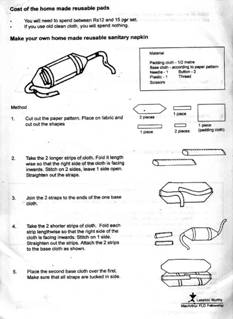 Cost of the home made reusable pads
• You will need to spend between Rs12 and 15 per set.
• If you use old clean cloth, you will spend nothing.
Make your own home made reusable sanitary napkin
Material
Padding cloth - 1/2 metre
Base cloth - according to paper pattern
Needle - 1 Button - 2
Plastic - 1 Thread
Scissors
Method
1. Cut out the paper pattern. Place on fabric and
cut out the shapes
2 pieces
1 piece
1 piece
2 pieces
1 piece
(padding cloth)
2. Take the 2 longer strips of cloth. Fold it length
wise so that the right side of the cloth is facing
inwards. Stitch on 2 sides, leave 1 side open.
Straighten out the straps.
3. Join the 2 straps to the ends of the one base
cloth.
4. Take the 2 shorter strips of cloth. Fold each
strip lengthwise so that the right side of the
cloth is facing inwards. Stitch on 1 side.
Straighten out the strips. Attach the 2 strips
to the base cloth as shown.
5. Place the second base cloth over the first.
Make sure that all straps are tucked in side.
Lakshmi Murthy
MacArthur FLD Fellowship